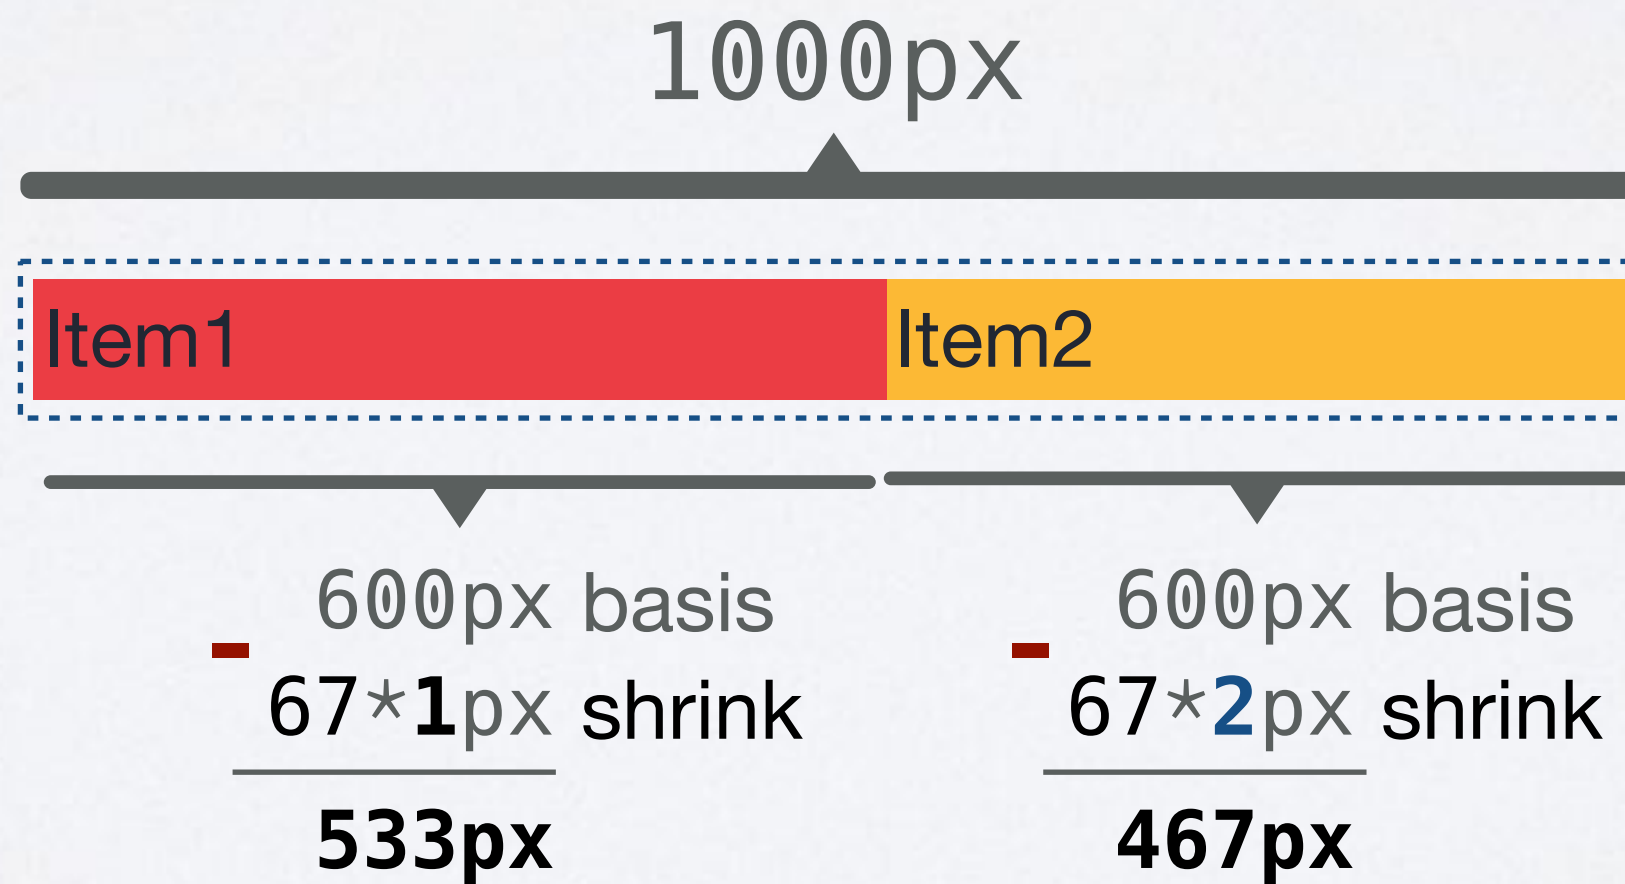 1000px
Item1 Item2
600px basis 600px basis
- 67*1px shrink - 67*2px shrink
533px 467px